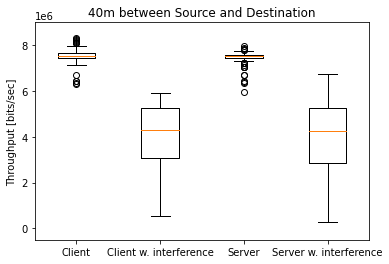 40m between Source and Destination
1e6
Throughput [bits/sec]
8
6
4
2
0
Client Client w. interference Server Server w. interference